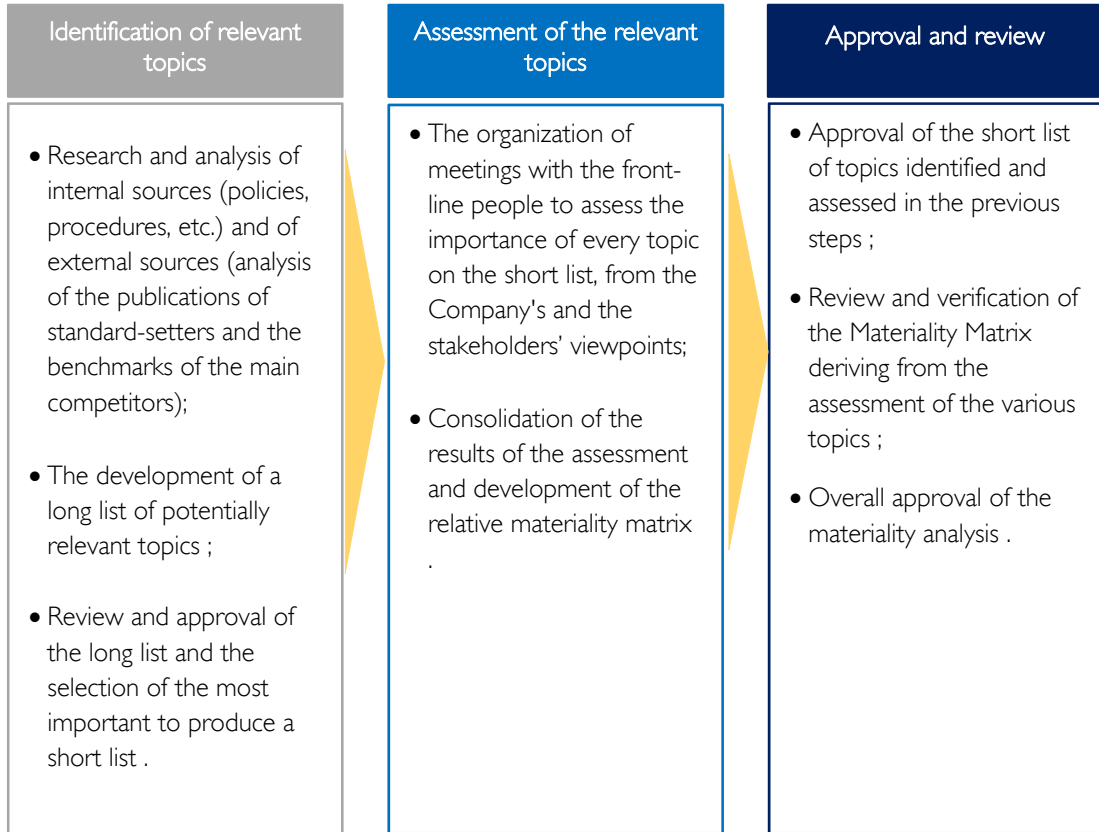 Identification of relevant
topics
• Research and analysis of
internal sources (policies,
procedures, etc.) and of
external sources (analysis
of the publications of
standard-setters and the
benchmarks of the main
competitors);
• The development of a
long list of potentially
relevant topics ;
• Review and approval of
the long list and the
selection of the most
important to produce a
short list .
Assessment of the relevant
topics
• The organization of
meetings with the front-
line people to assess the
importance of every topic
on the short list, from the
Company's and the
stakeholders’ viewpoints;
• Consolidation of the
results of the assessment
and development of the
relative materiality matrix
.
Approval and review
• Approval of the short list
of topics identified and
assessed in the previous
steps ;
• Review and verification of
the Materiality Matrix
deriving from the
assessment of the various
topics ;
• Overall approval of the
materiality analysis .